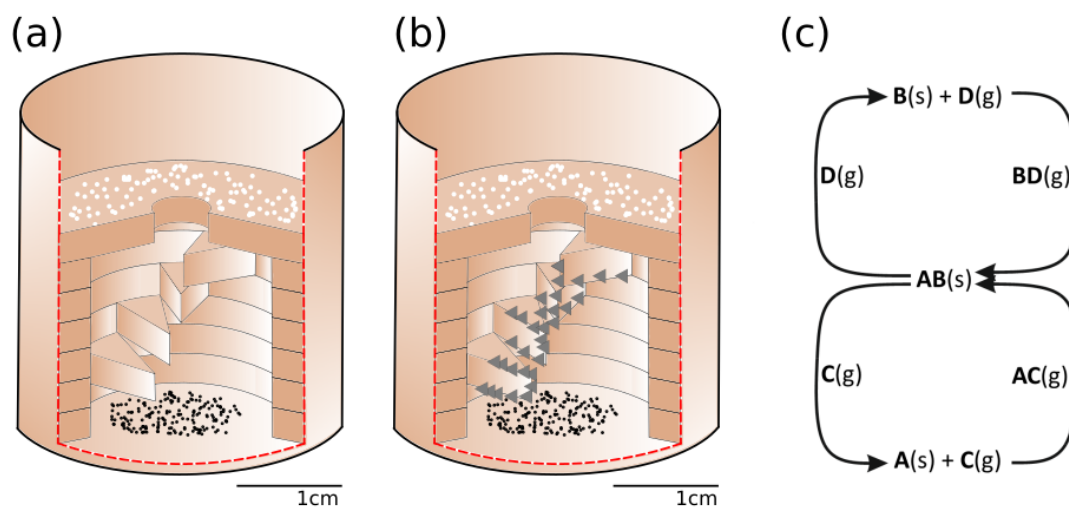 (a)
(b)
(c)
B(s) + D(g)
D(g)
BD(g)
AB(s)
C(g)
AC(g)
A(s) + C(g)
1cm
1cm